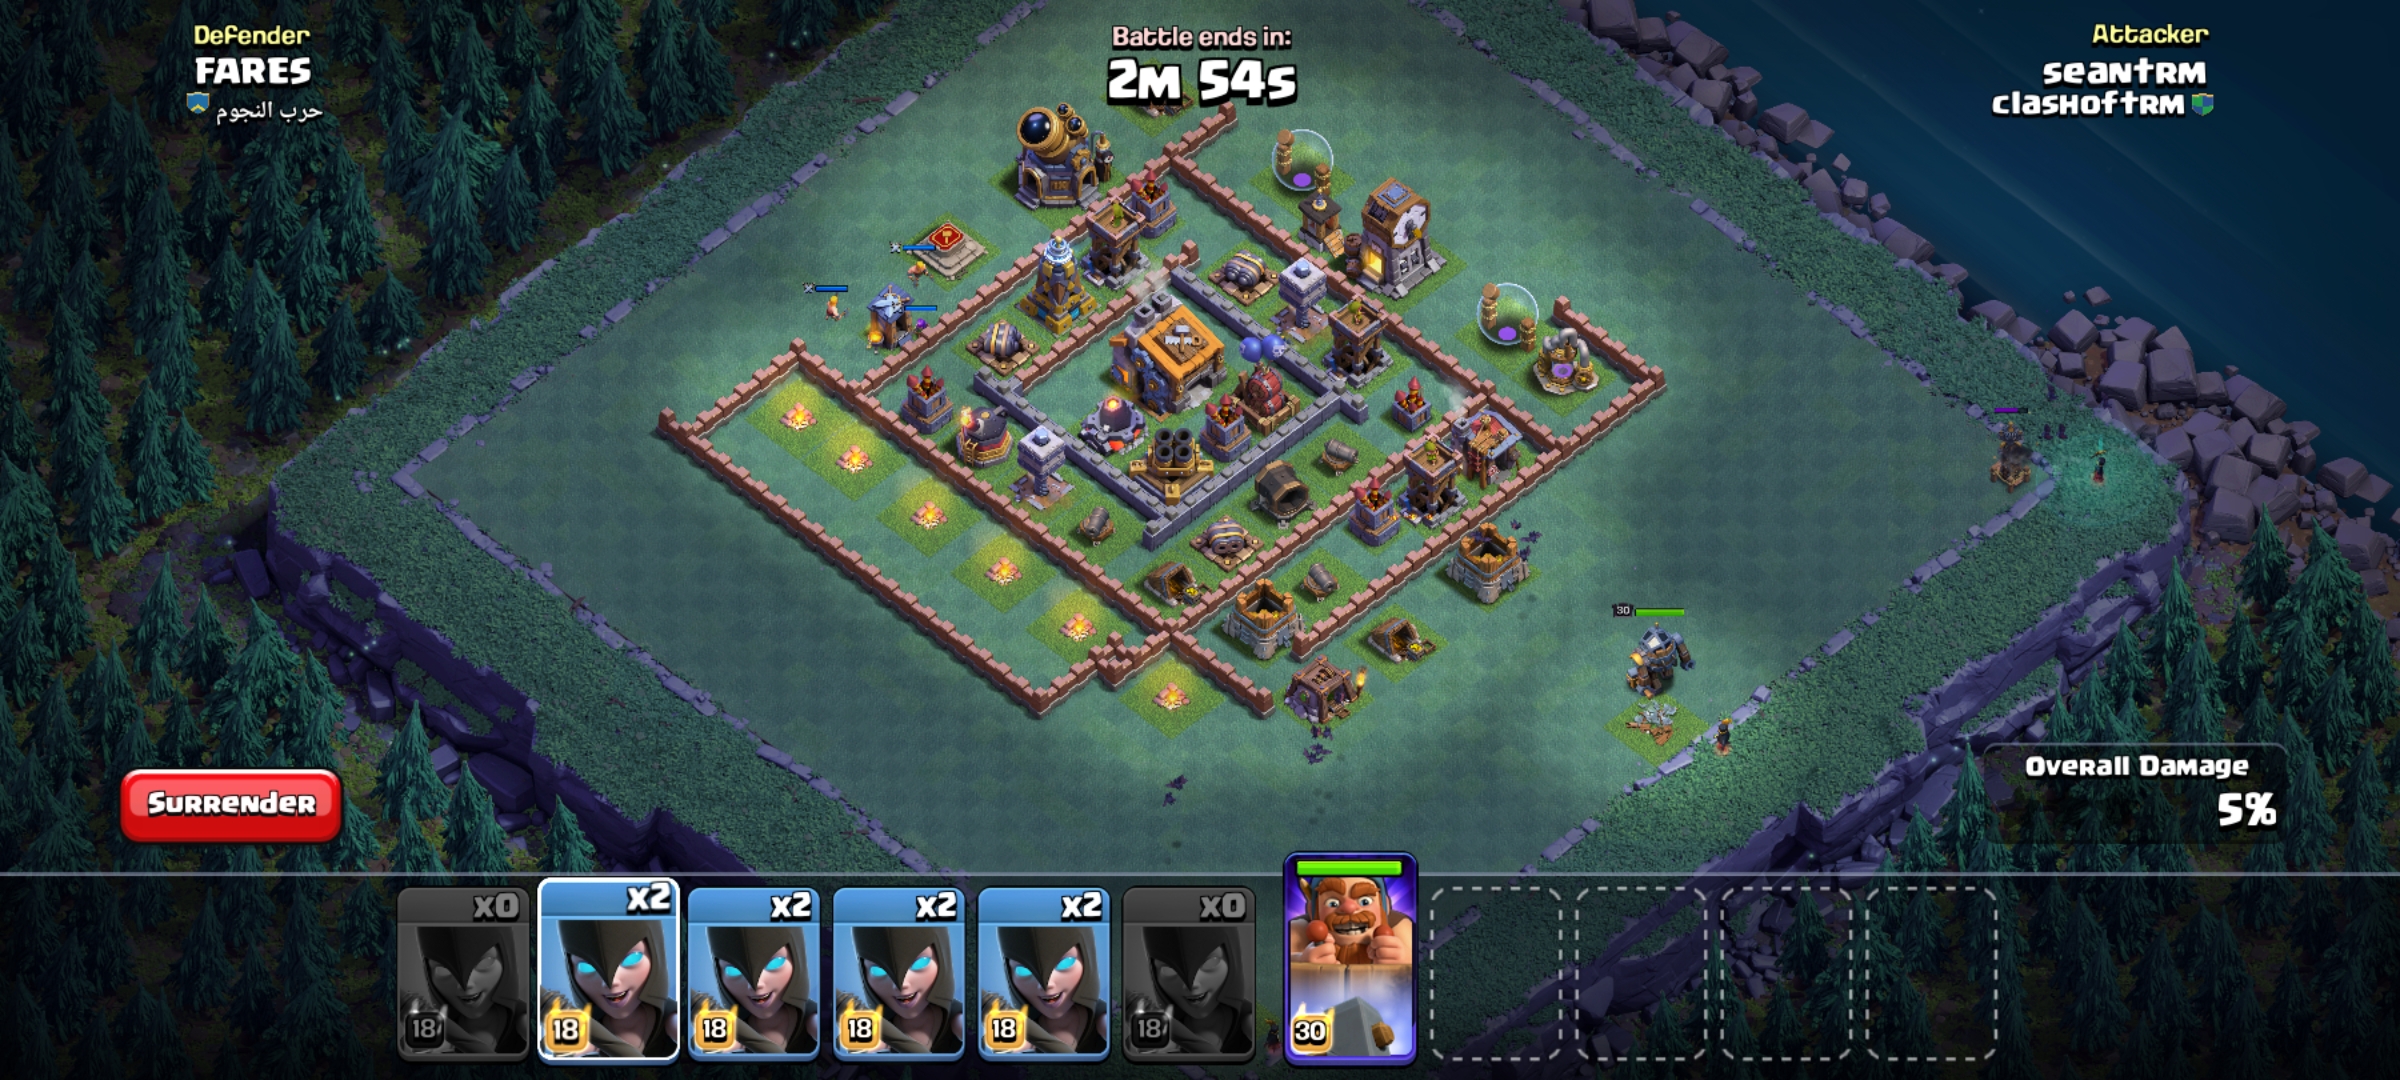 Defender
FARES
حرب النجوم
Battle ends in:
2M 54s
Attacker
seantRM
clashoftRM
30
Surrender
Overall Damage
5%
x0
x2
x2
x2
x2
x0
18
18
18
18
18
18
30